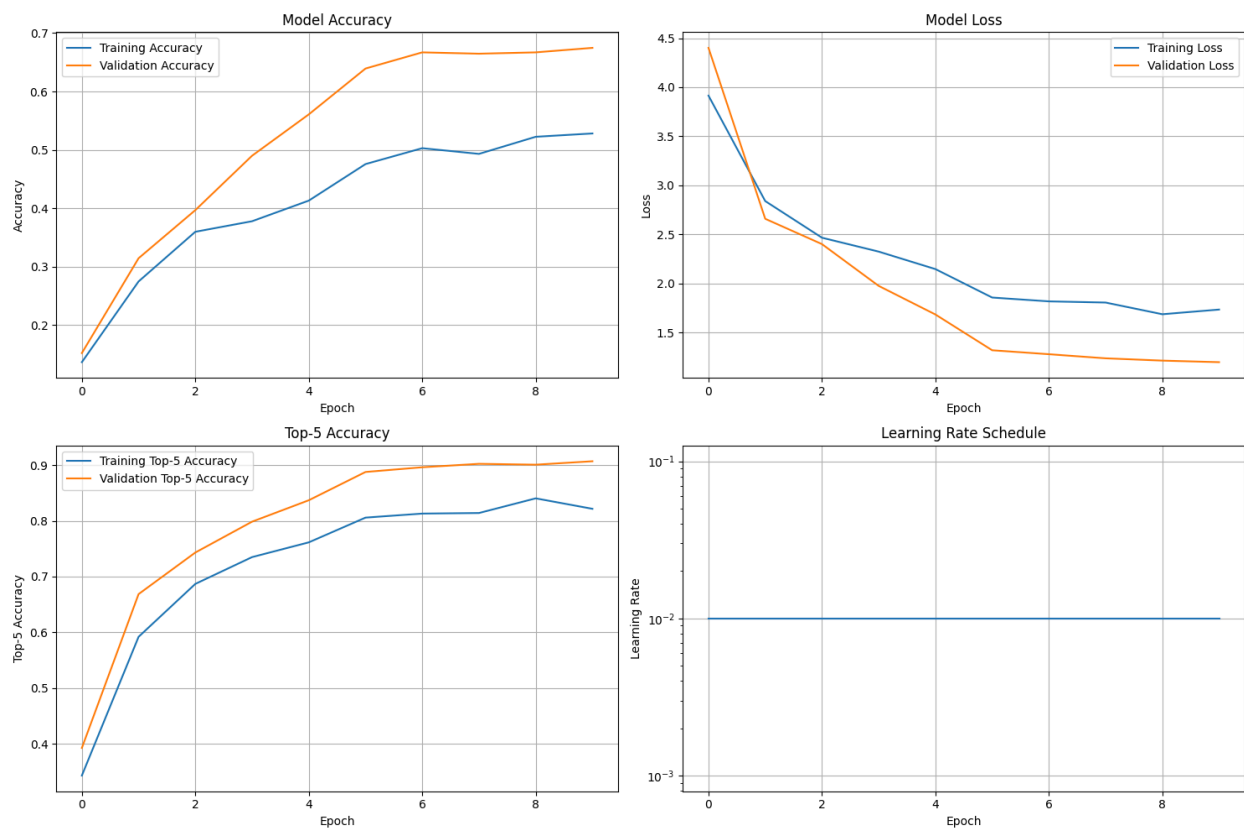 Model Accuracy
Training Accuracy
Validation Accuracy
0.7
0.6
0.5
0.4
0.3
0.2
Accuracy
0 2 4 6 8
Epoch
Model Loss
Training Loss
Validation Loss
4.5
4.0
3.5
3.0
2.5
2.0
1.5
Loss
0 2 4 6 8
Epoch
Top-5 Accuracy
Training Top-5 Accuracy
Validation Top-5 Accuracy
0.9
0.8
0.7
0.6
0.5
0.4
Top-5 Accuracy
0 2 4 6 8
Epoch
Learning Rate Schedule
10⁻¹
10⁻²
10⁻³
Learning Rate
0 2 4 6 8
Epoch